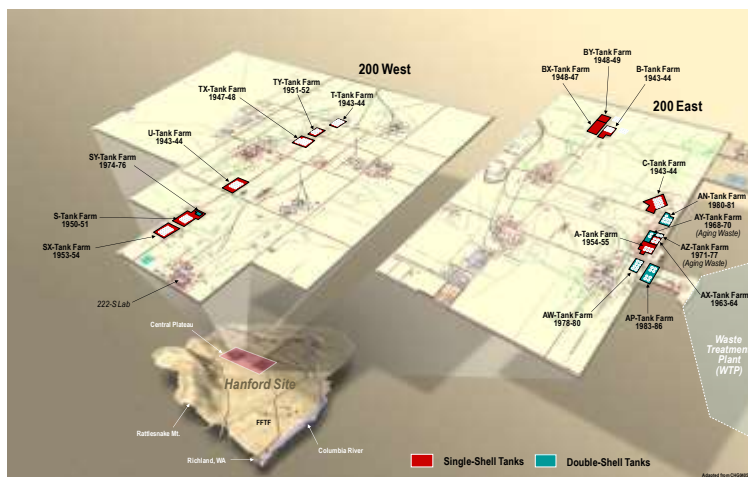 200 West
BY-Tank Farm
1948-49
BX-Tank Farm
1948-47
B-Tank Farm
1943-44
200 East
TY-Tank Farm
1951-52
TX-Tank Farm
1947-48
T-Tank Farm
1943-44
U-Tank Farm
1943-44
SY-Tank Farm
1974-76
S-Tank Farm
1950-51
SX-Tank Farm
1953-54
222-S Lab
C-Tank Farm
1943-44
AN-Tank Farm
1980-81
AY-Tank Farm
1968-70
(Aging Waste)
A-Tank Farm
1954-55
AZ-Tank Farm
1971-77
(Aging Waste)
AX-Tank Farm
1963-64
AW-Tank Farm
1978-80
AP-Tank Farm
1983-86
Waste
Treatment
Plant
(WTP)
Central Plateau
Hanford Site
FFTF
Rattlesnake Mt.
Columbia River
Richland, WA
Single-Shell Tanks
Double-Shell Tanks
Adapted from